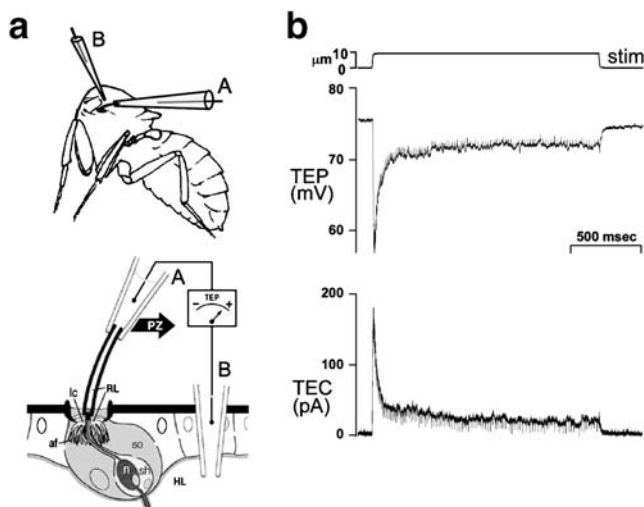 a
B
A
A
TEP
- +
PZ
B
lc
RL
af
so
n
sh
HL
b
μm
10
0
stim
80
TEP
(mV)
70
60
500 msec
200
TEC
(pA)
100
0